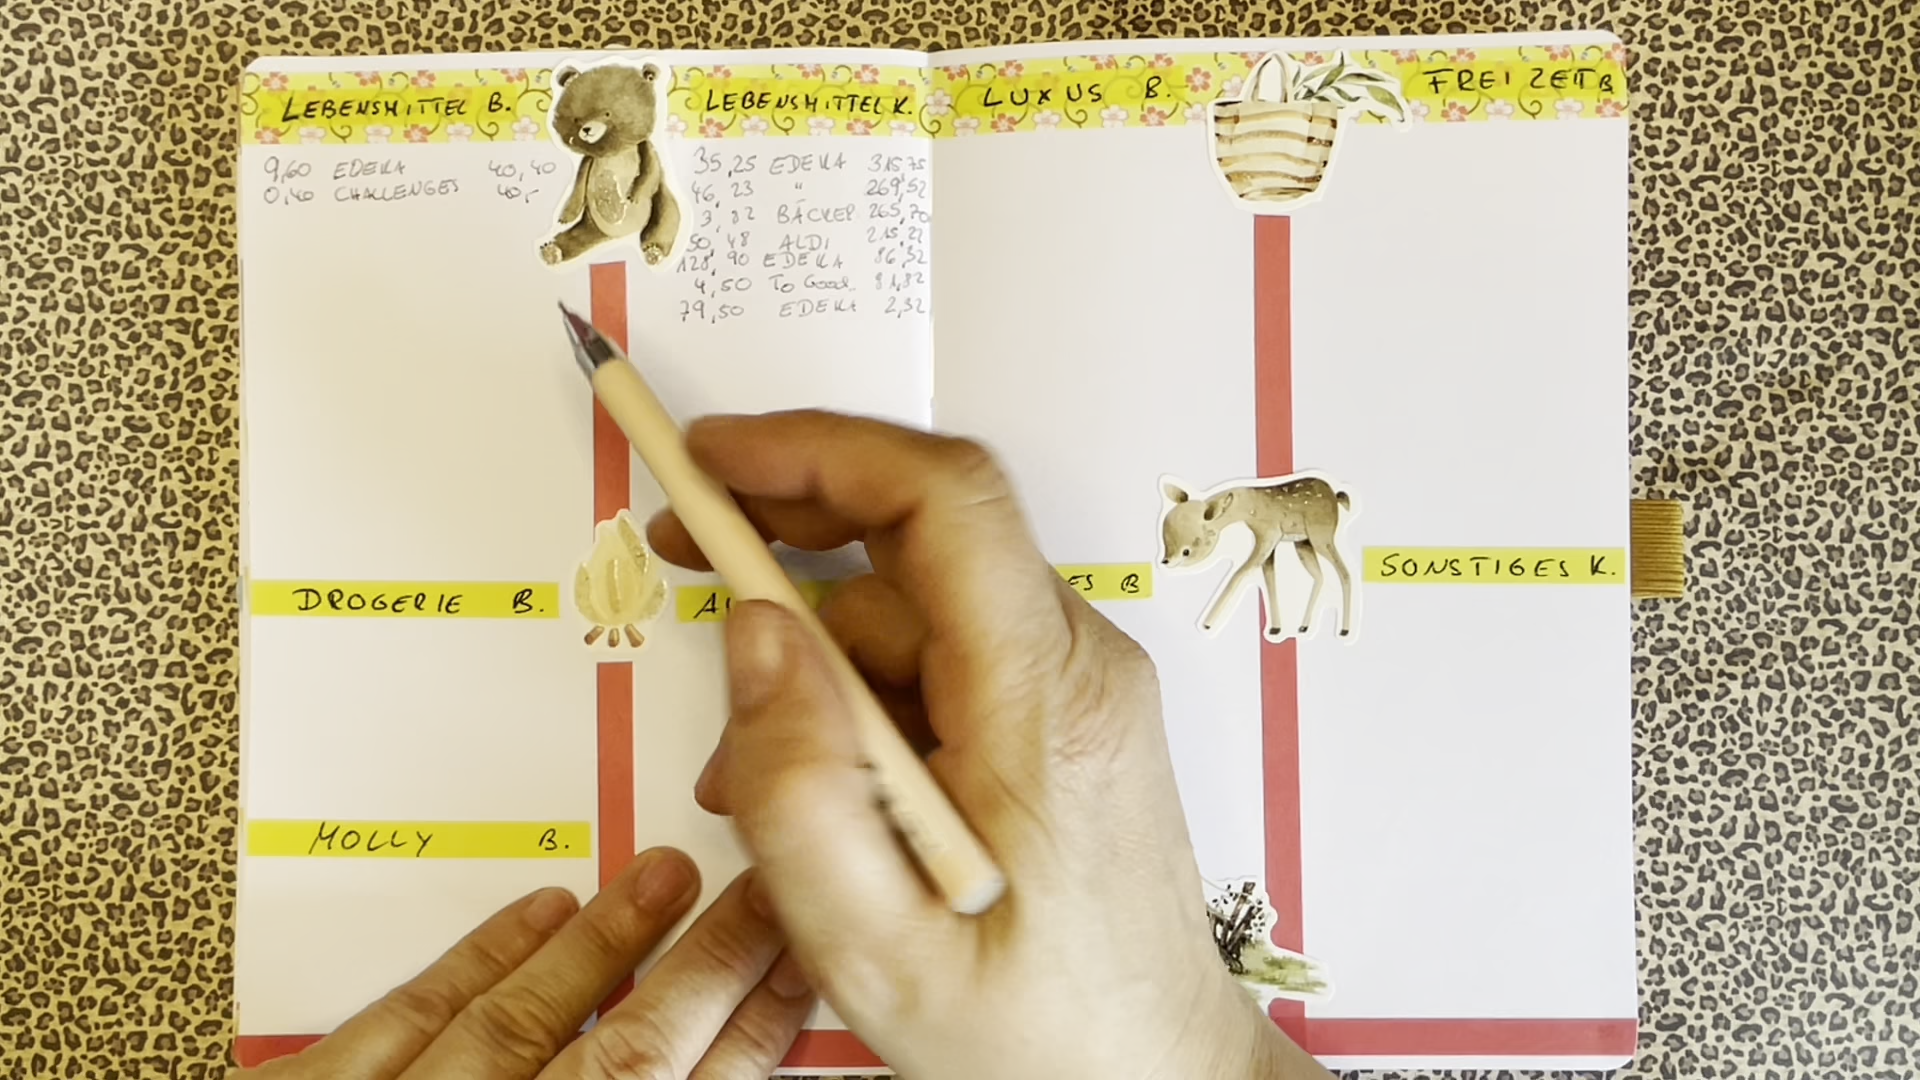 LEBENSMITTEL B.
9,60 EDEKA 40,40
0,40 CHALLENGES 40,-
LEBENSMITTEL K.
35,25 EDEKA 315,75
46,23 " 269,52
3,82 BÄCKER 265,70
50,48 ALDI 215,22
128,90 EDEKA 86,32
4,50 To Good.. 81,82
79,50 EDEKA 2,32
LUXUS B.
FREIZEIT B
DROGERIE B.
ES B
SONSTIGES K.
MOLLY B.